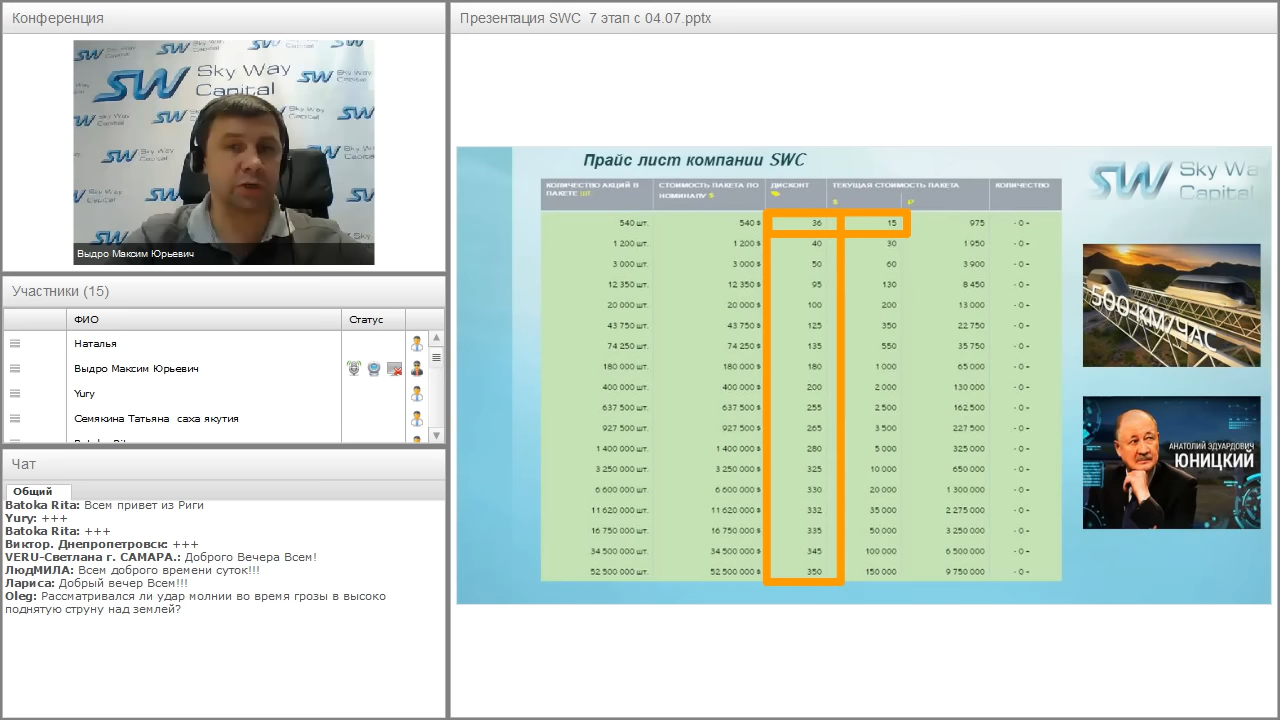 Конференция
SW Sky Way Capital
Выдро Максим Юрьевич
Участники (15)
ФИО Статус
Наталья
Выдро Максим Юрьевич
Yury
Семякина Татьяна саха якутия
Чат
Общий
Batoka Rita: Всем привет из Риги
Yury: +++
Batoka Rita: +++
Виктор. Днепропетровск: +++
VERU-Светлана г. САМАРА.: Доброго Вечера Всем!
ЛюдМИЛА: Всем доброго времени суток!!!
Лариса: Добрый вечер Всем!!!
Oleg: Рассматривался ли удар молнии во время грозы в высоко
поднятую струну над землей?
Презентация SWC 7 этап с 04.07.pptx
Прайс лист компании SWC
КОЛИЧЕСТВО АКЦИЙ В ПАКЕТЕ ШТ СТОИМОСТЬ ПАКЕТА ПО НОМИНАЛУ $ ДИСКОНТ ТЕКУЩАЯ СТОИМОСТЬ ПАКЕТА $ ₽ КОЛИЧЕСТВО
540 шт. 540 $ 36 15 975 - 0 +
1 200 шт. 1 200 $ 40 30 1 950 - 0 +
3 000 шт. 3 000 $ 50 60 3 900 - 0 +
12 350 шт. 12 350 $ 95 130 8 450 - 0 +
20 000 шт. 20 000 $ 100 200 13 000 - 0 +
43 750 шт. 43 750 $ 125 350 22 750 - 0 +
74 250 шт. 74 250 $ 135 550 35 750 - 0 +
180 000 шт. 180 000 $ 180 1 000 65 000 - 0 +
400 000 шт. 400 000 $ 200 2 000 130 000 - 0 +
637 500 шт. 637 500 $ 255 2 500 162 500 - 0 +
927 500 шт. 927 500 $ 265 3 500 227 500 - 0 +
1 400 000 шт. 1 400 000 $ 280 5 000 325 000 - 0 +
3 250 000 шт. 3 250 000 $ 325 10 000 650 000 - 0 +
6 600 000 шт. 6 600 000 $ 330 20 000 1 300 000 - 0 +
11 620 000 шт. 11 620 000 $ 332 35 000 2 275 000 - 0 +
16 750 000 шт. 16 750 000 $ 335 50 000 3 250 000 - 0 +
34 500 000 шт. 34 500 000 $ 345 100 000 6 500 000 - 0 +
52 500 000 шт. 52 500 000 $ 350 150 000 9 750 000 - 0 +
SW Sky Wa
Capital
500 КМ/ЧАС
АНАТОЛИЙ ЭДУАРДОВИЧ
ЮНИЦКИЙ